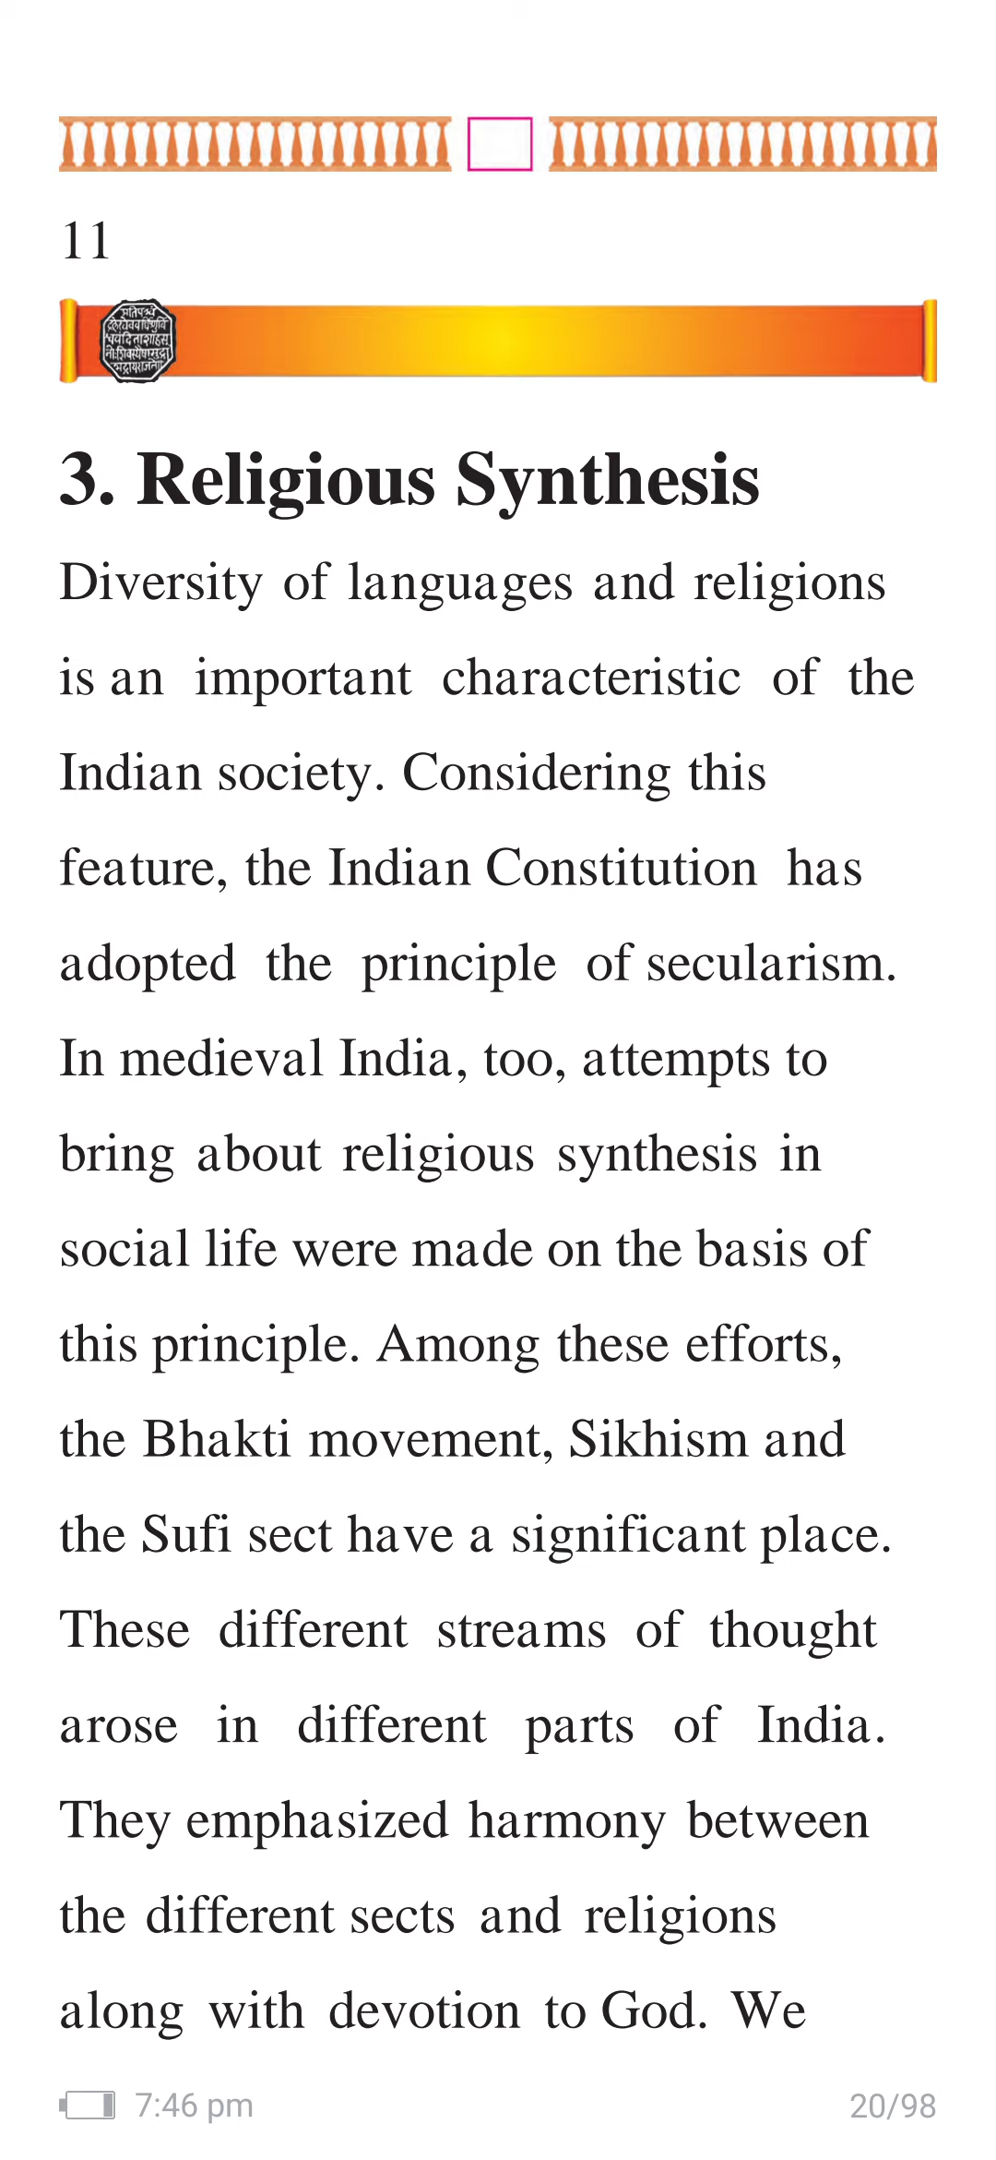 11
3. Religious Synthesis
Diversity of languages and religions
is an important characteristic of the
Indian society. Considering this
feature, the Indian Constitution has
adopted the principle of secularism.
In medieval India, too, attempts to
bring about religious synthesis in
social life were made on the basis of
this principle. Among these efforts,
the Bhakti movement, Sikhism and
the Sufi sect have a significant place.
These different streams of thought
arose in different parts of India.
They emphasized harmony between
the different sects and religions
along with devotion to God. We
7:46 pm 20/98